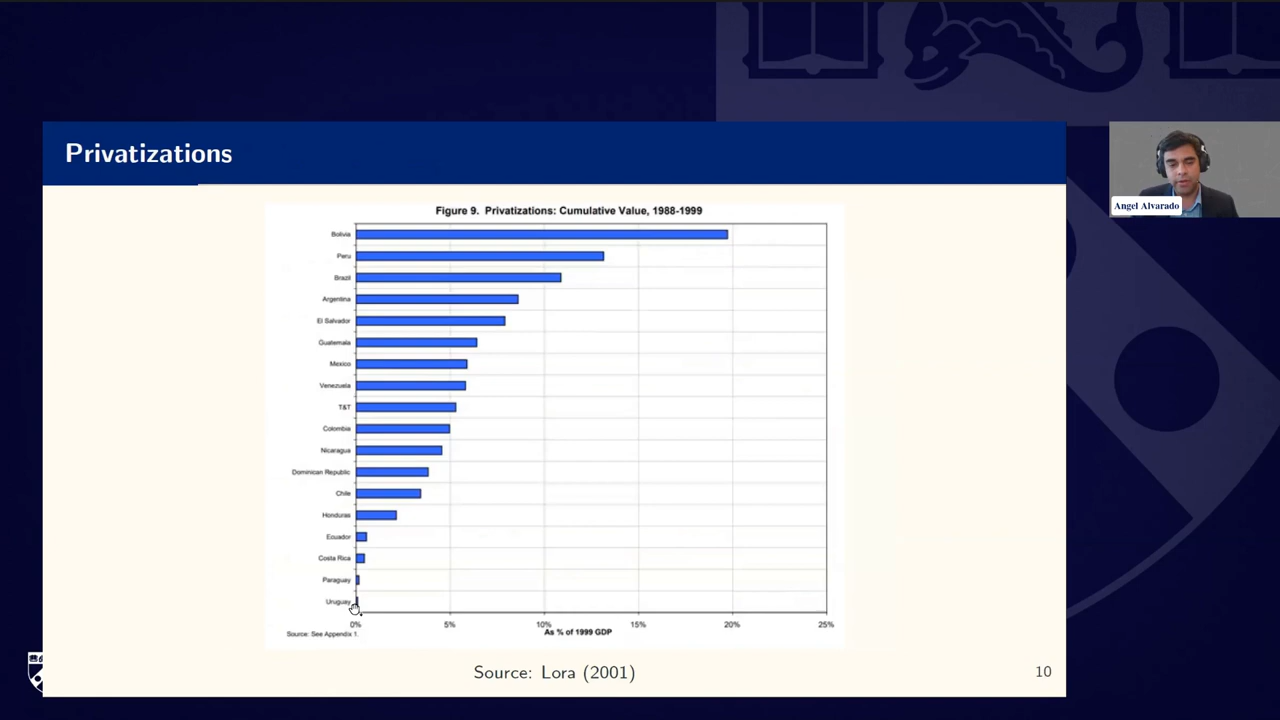 Privatizations
Angel Alvarado
Figure 9. Privatizations: Cumulative Value, 1988-1999
Bolivia
Peru
Brazil
Argentina
El Salvador
Guatemala
Mexico
Venezuela
T&T
Colombia
Nicaragua
Dominican Republic
Chile
Honduras
Ecuador
Costa Rica
Paraguay
Uruguay
0% 5% 10% 15% 20% 25%
As % of 1999 GDP
Source: See Appendix 1.
Source: Lora (2001)
10